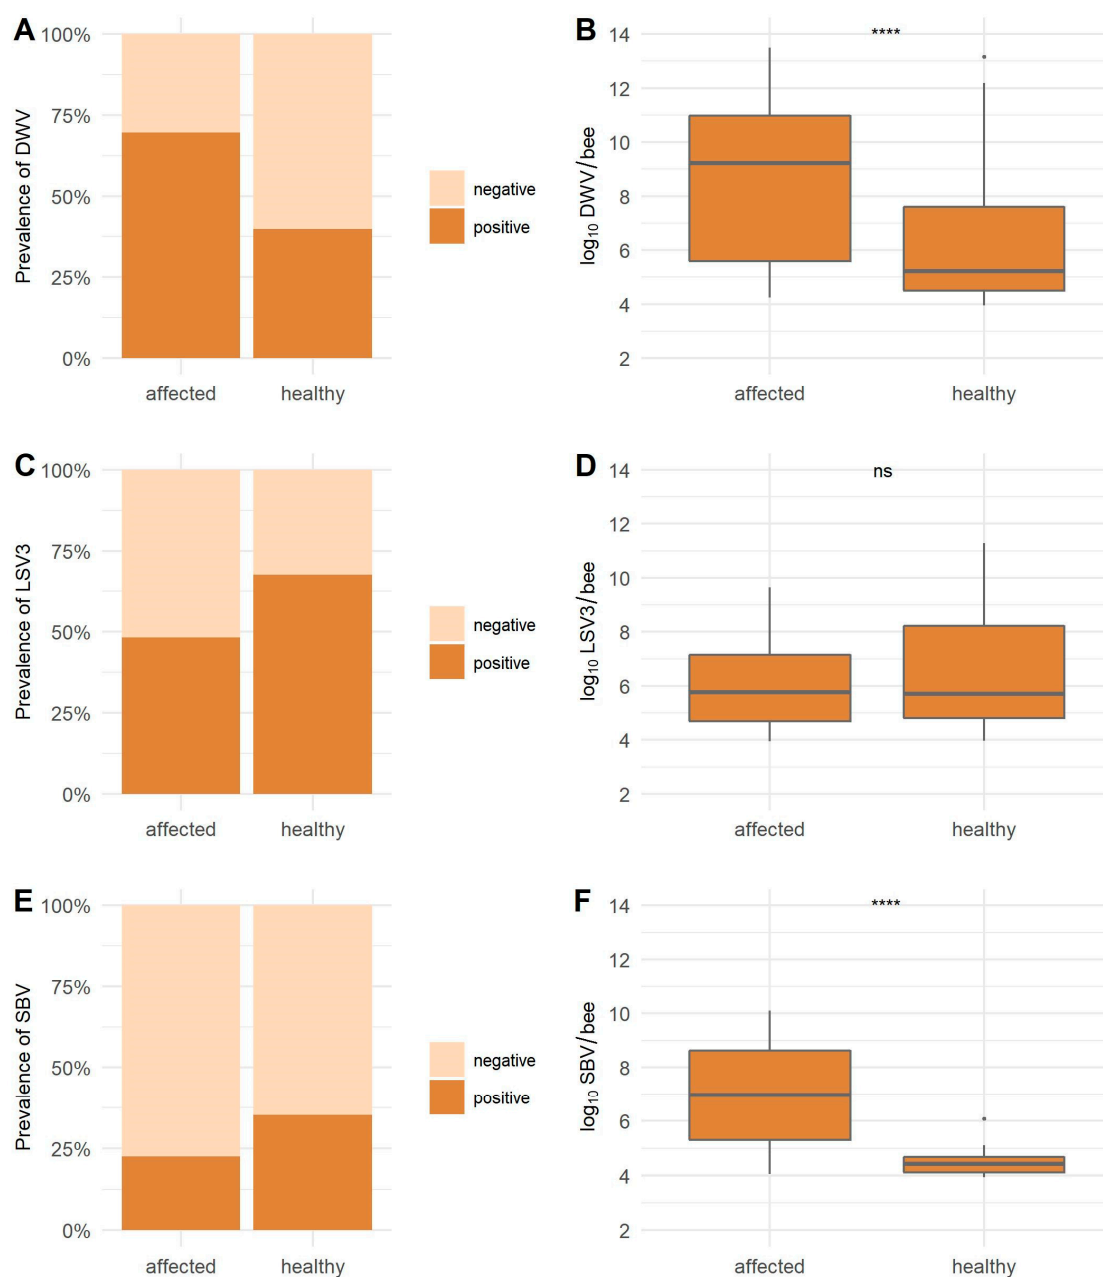 A
100%
75%
50%
25%
0%
Prevalence of DWV
affected healthy
negative
positive
B
14
12
10
8
6
4
2
log₁₀ DWV/bee
****
affected healthy
C
100%
75%
50%
25%
0%
Prevalence of LSV3
affected healthy
negative
positive
D
14
12
10
8
6
4
2
log₁₀ LSV3/bee
ns
affected healthy
E
100%
75%
50%
25%
0%
Prevalence of SBV
affected healthy
negative
positive
F
14
12
10
8
6
4
2
log₁₀ SBV/bee
****
affected healthy